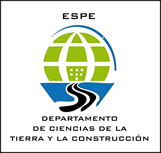 ESPE
DEPARTAMENTO
DE CIENCIAS DE LA
TIERRA Y LA CONSTRUCCIÓN